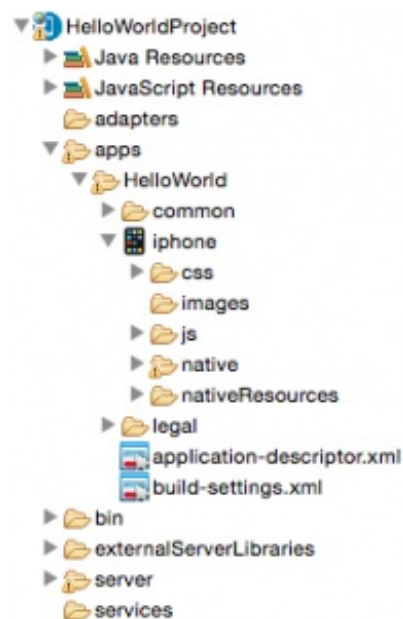 HelloWorldProject
Java Resources
JavaScript Resources
adapters
apps
HelloWorld
common
iphone
css
images
js
native
nativeResources
legal
application-descriptor.xml
build-settings.xml
bin
externalServerLibraries
server
services